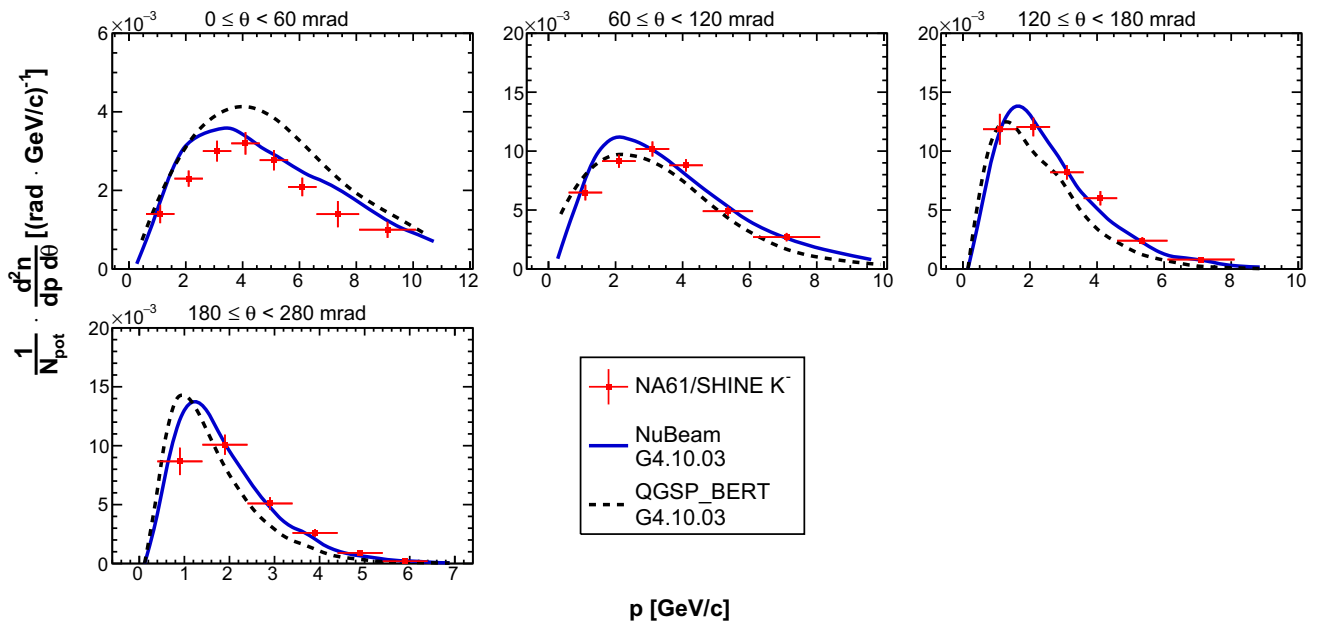 0 ≤ θ < 60 mrad
60 ≤ θ < 120 mrad
120 ≤ θ < 180 mrad
×10⁻³
×10⁻³
×10⁻³
6
4
2
0
0 2 4 6 8 10 12
20
15
10
5
0
0 2 4 6 8 10
20
15
10
5
0
0 2 4 6 8 10
180 ≤ θ < 280 mrad
×10⁻³
20
15
10
5
0
0 1 2 3 4 5 6 7
1/N_pot · d²n/dp dθ [(rad · GeV/c)⁻¹]
NA61/SHINE K⁻
NuBeam
G4.10.03
QGSP_BERT
G4.10.03
p [GeV/c]